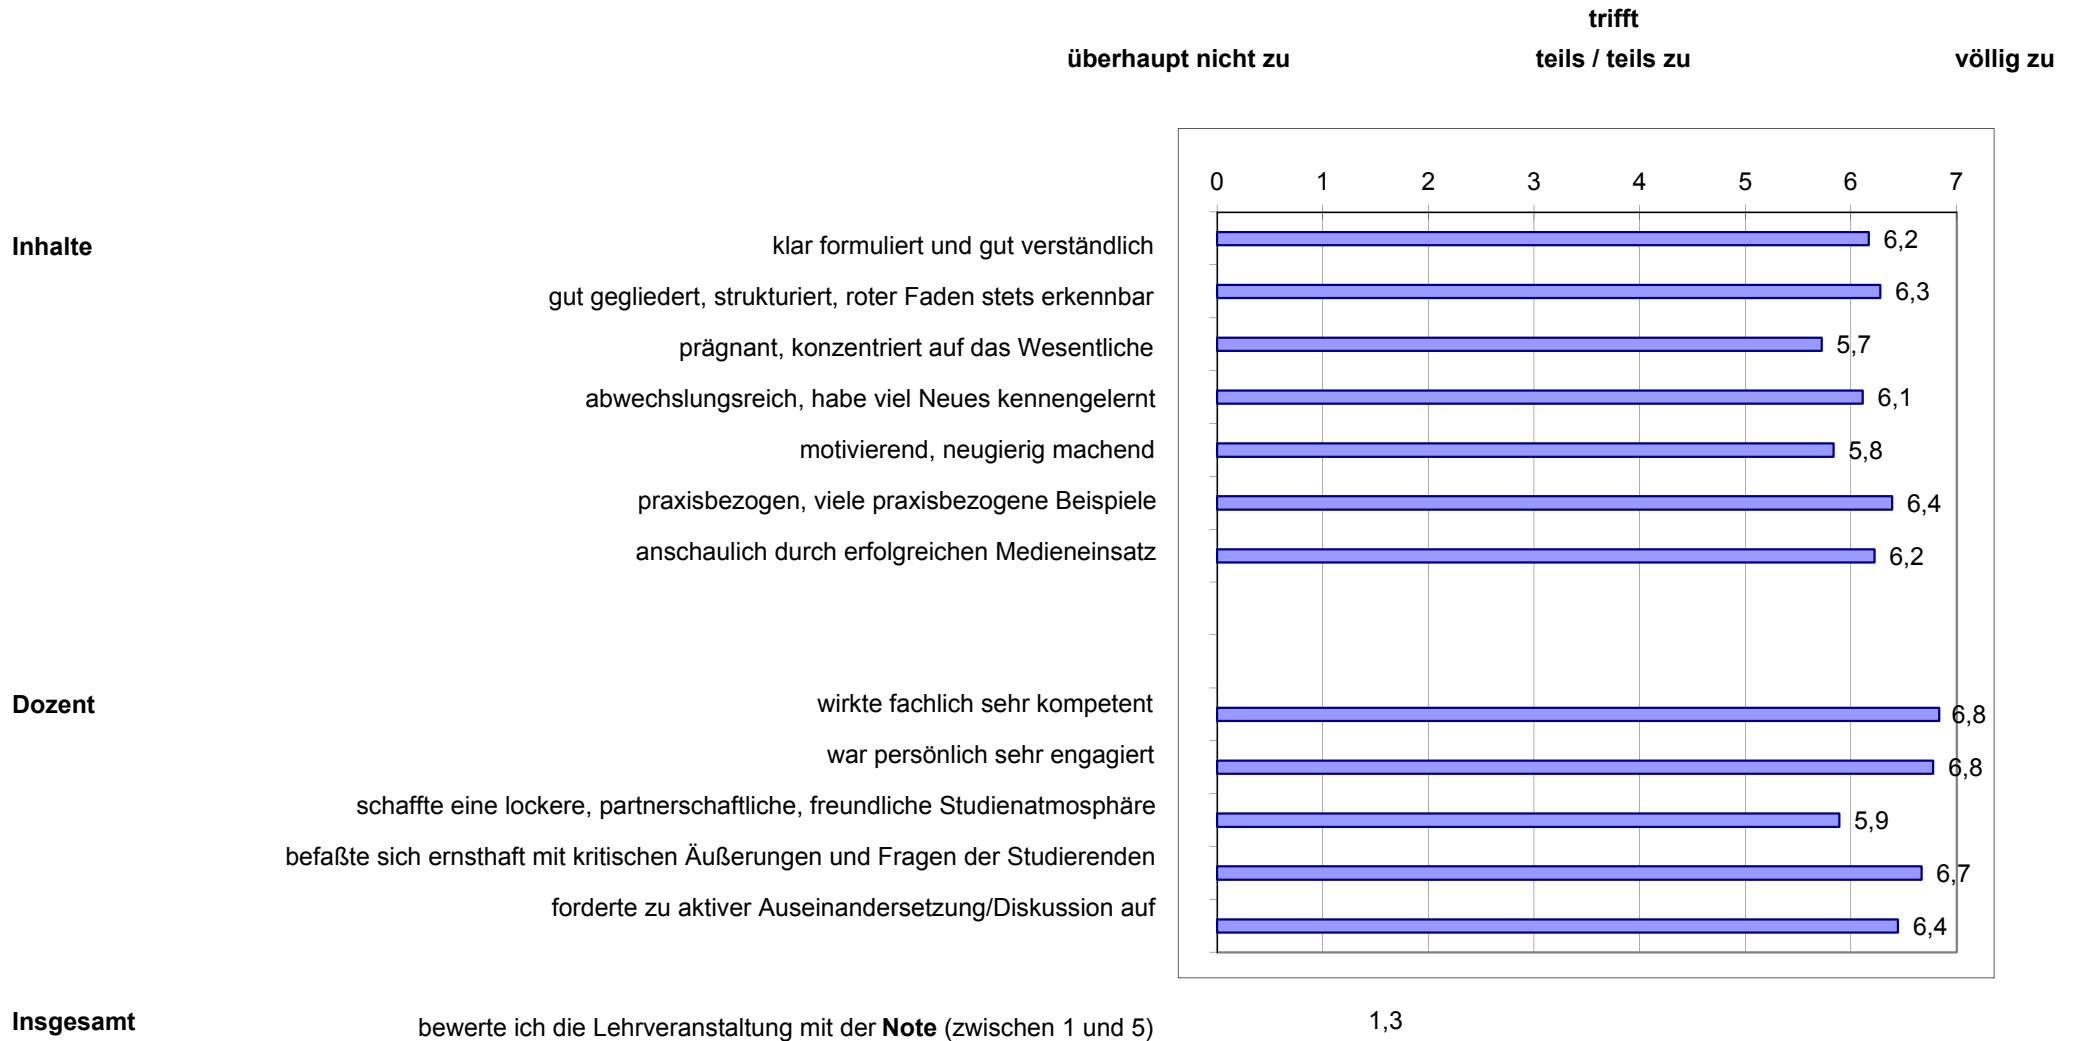 trifft
überhaupt nicht zu teils / teils zu völlig zu
0 1 2 3 4 5 6 7
Inhalte klar formuliert und gut verständlich 6,2
gut gegliedert, strukturiert, roter Faden stets erkennbar 6,3
prägnant, konzentriert auf das Wesentliche 5,7
abwechslungsreich, habe viel Neues kennengelernt 6,1
motivierend, neugierig machend 5,8
praxisbezogen, viele praxisbezogene Beispiele 6,4
anschaulich durch erfolgreichen Medieneinsatz 6,2
Dozent wirkte fachlich sehr kompetent 6,8
war persönlich sehr engagiert 6,8
schaffte eine lockere, partnerschaftliche, freundliche Studienatmosphäre 5,9
befaßte sich ernsthaft mit kritischen Äußerungen und Fragen der Studierenden 6,7
forderte zu aktiver Auseinandersetzung/Diskussion auf 6,4
Insgesamt bewerte ich die Lehrveranstaltung mit der Note (zwischen 1 und 5) 1,3